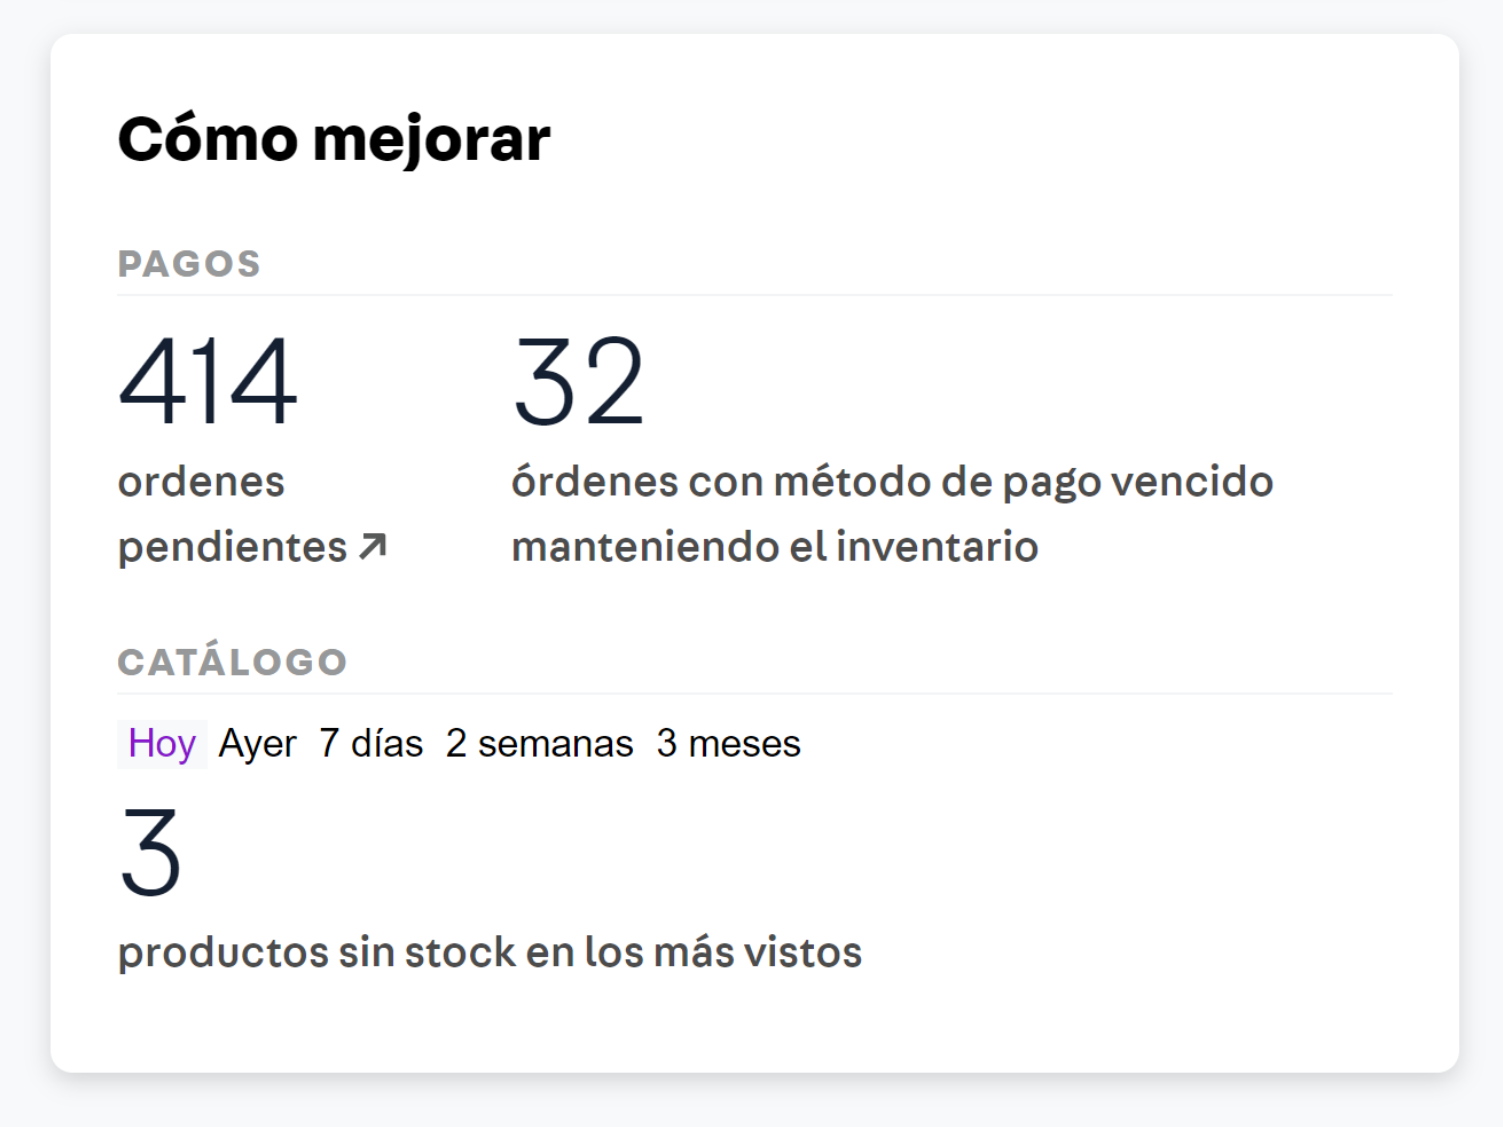 Cómo mejorar
PAGOS
414
ordenes
pendientes ↗
32
órdenes con método de pago vencido
manteniendo el inventario
CATÁLOGO
Hoy Ayer 7 días 2 semanas 3 meses
3
productos sin stock en los más vistos